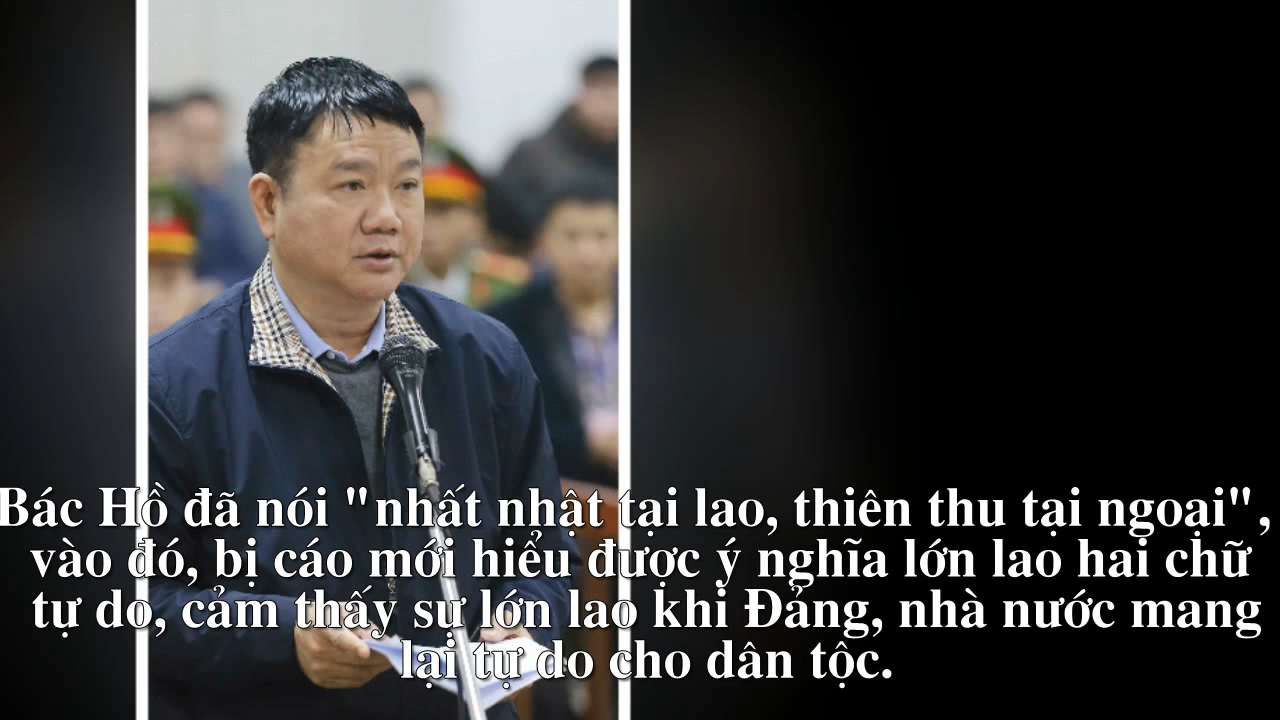 Bác Hồ đã nói "nhất nhật tại lao, thiên thu tại ngoại",
vào đó, bị cáo mới hiểu được ý nghĩa lớn lao hai chữ
tự do, cảm thấy sự lớn lao khi Đảng, nhà nước mang
lại tự do cho dân tộc.